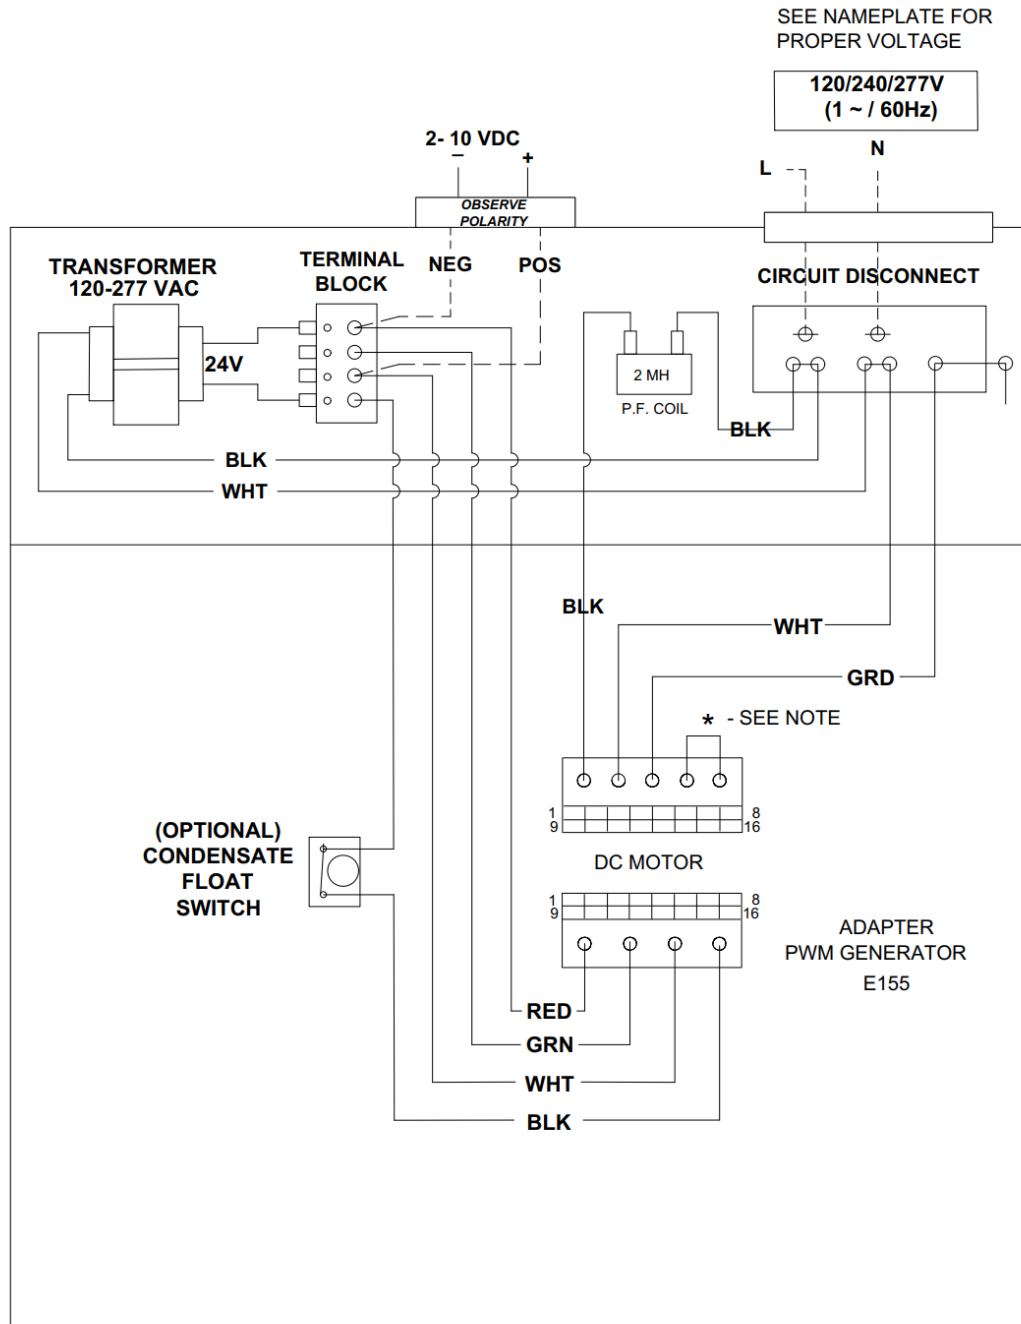 SEE NAMEPLATE FOR
PROPER VOLTAGE
120/240/277V
(1 ~ / 60Hz)
2- 10 VDC
– +
L
N
OBSERVE
POLARITY
TRANSFORMER
120-277 VAC
TERMINAL
BLOCK
NEG
POS
CIRCUIT DISCONNECT
24V
2 MH
P.F. COIL
BLK
BLK
WHT
BLK
WHT
GRD
* - SEE NOTE
1 8
9 16
(OPTIONAL)
CONDENSATE
FLOAT
SWITCH
DC MOTOR
1 8
9 16
ADAPTER
PWM GENERATOR
E155
RED
GRN
WHT
BLK